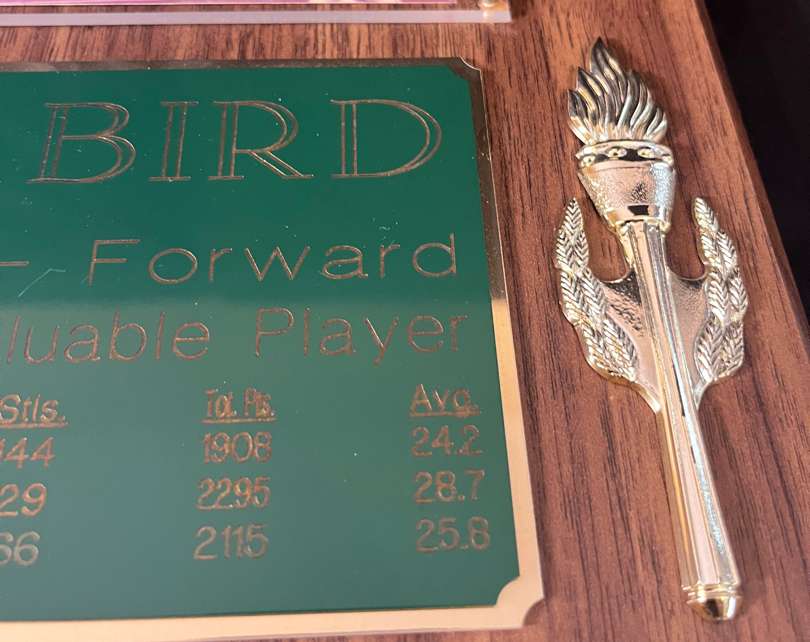 BIRD
- Forward
luable Player
Stls. Tot. Pts. Avg.
144 1908 24.2
29 2295 28.7
66 2115 25.8